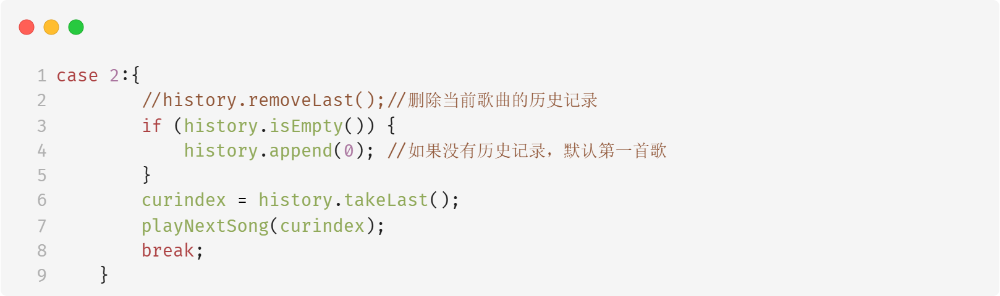 1 case 2:{
2         //history.removeLast();//删除当前歌曲的历史记录
3         if (history.isEmpty()) {
4             history.append(0); //如果没有历史记录，默认第一首歌
5         }
6         curindex = history.takeLast();
7         playNextSong(curindex);
8         break;
9     }